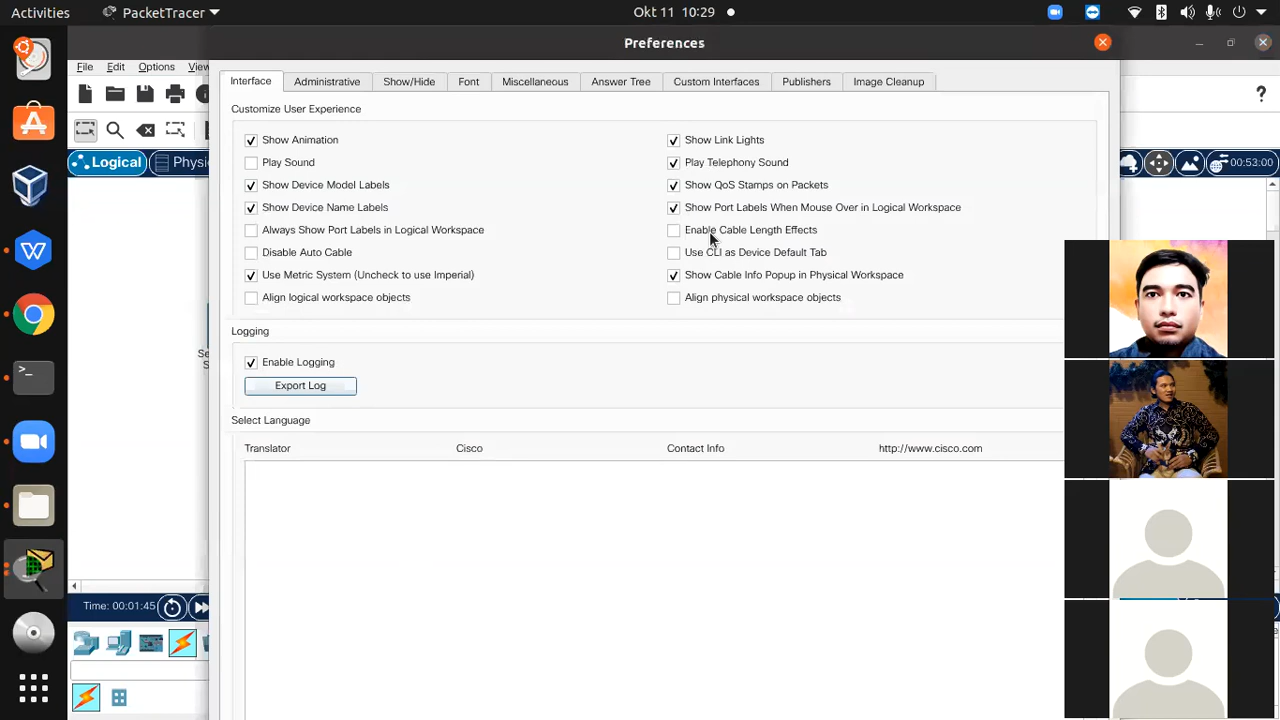 Activities
PacketTracer
Okt 11 10:29
Preferences
File Edit Options View
Interface Administrative Show/Hide Font Miscellaneous Answer Tree Custom Interfaces Publishers Image Cleanup
?
Customize User Experience
Show Animation
Show Link Lights
Play Sound
Play Telephony Sound
Logical
00:53:00
Show Device Model Labels
Show QoS Stamps on Packets
Show Device Name Labels
Show Port Labels When Mouse Over in Logical Workspace
Always Show Port Labels in Logical Workspace
Enable Cable Length Effects
Disable Auto Cable
Use CLI as Device Default Tab
Use Metric System (Uncheck to use Imperial)
Show Cable Info Popup in Physical Workspace
Align logical workspace objects
Align physical workspace objects
Logging
Enable Logging
Export Log
Select Language
Translator Cisco Contact Info http://www.cisco.com
Time: 00:01:45